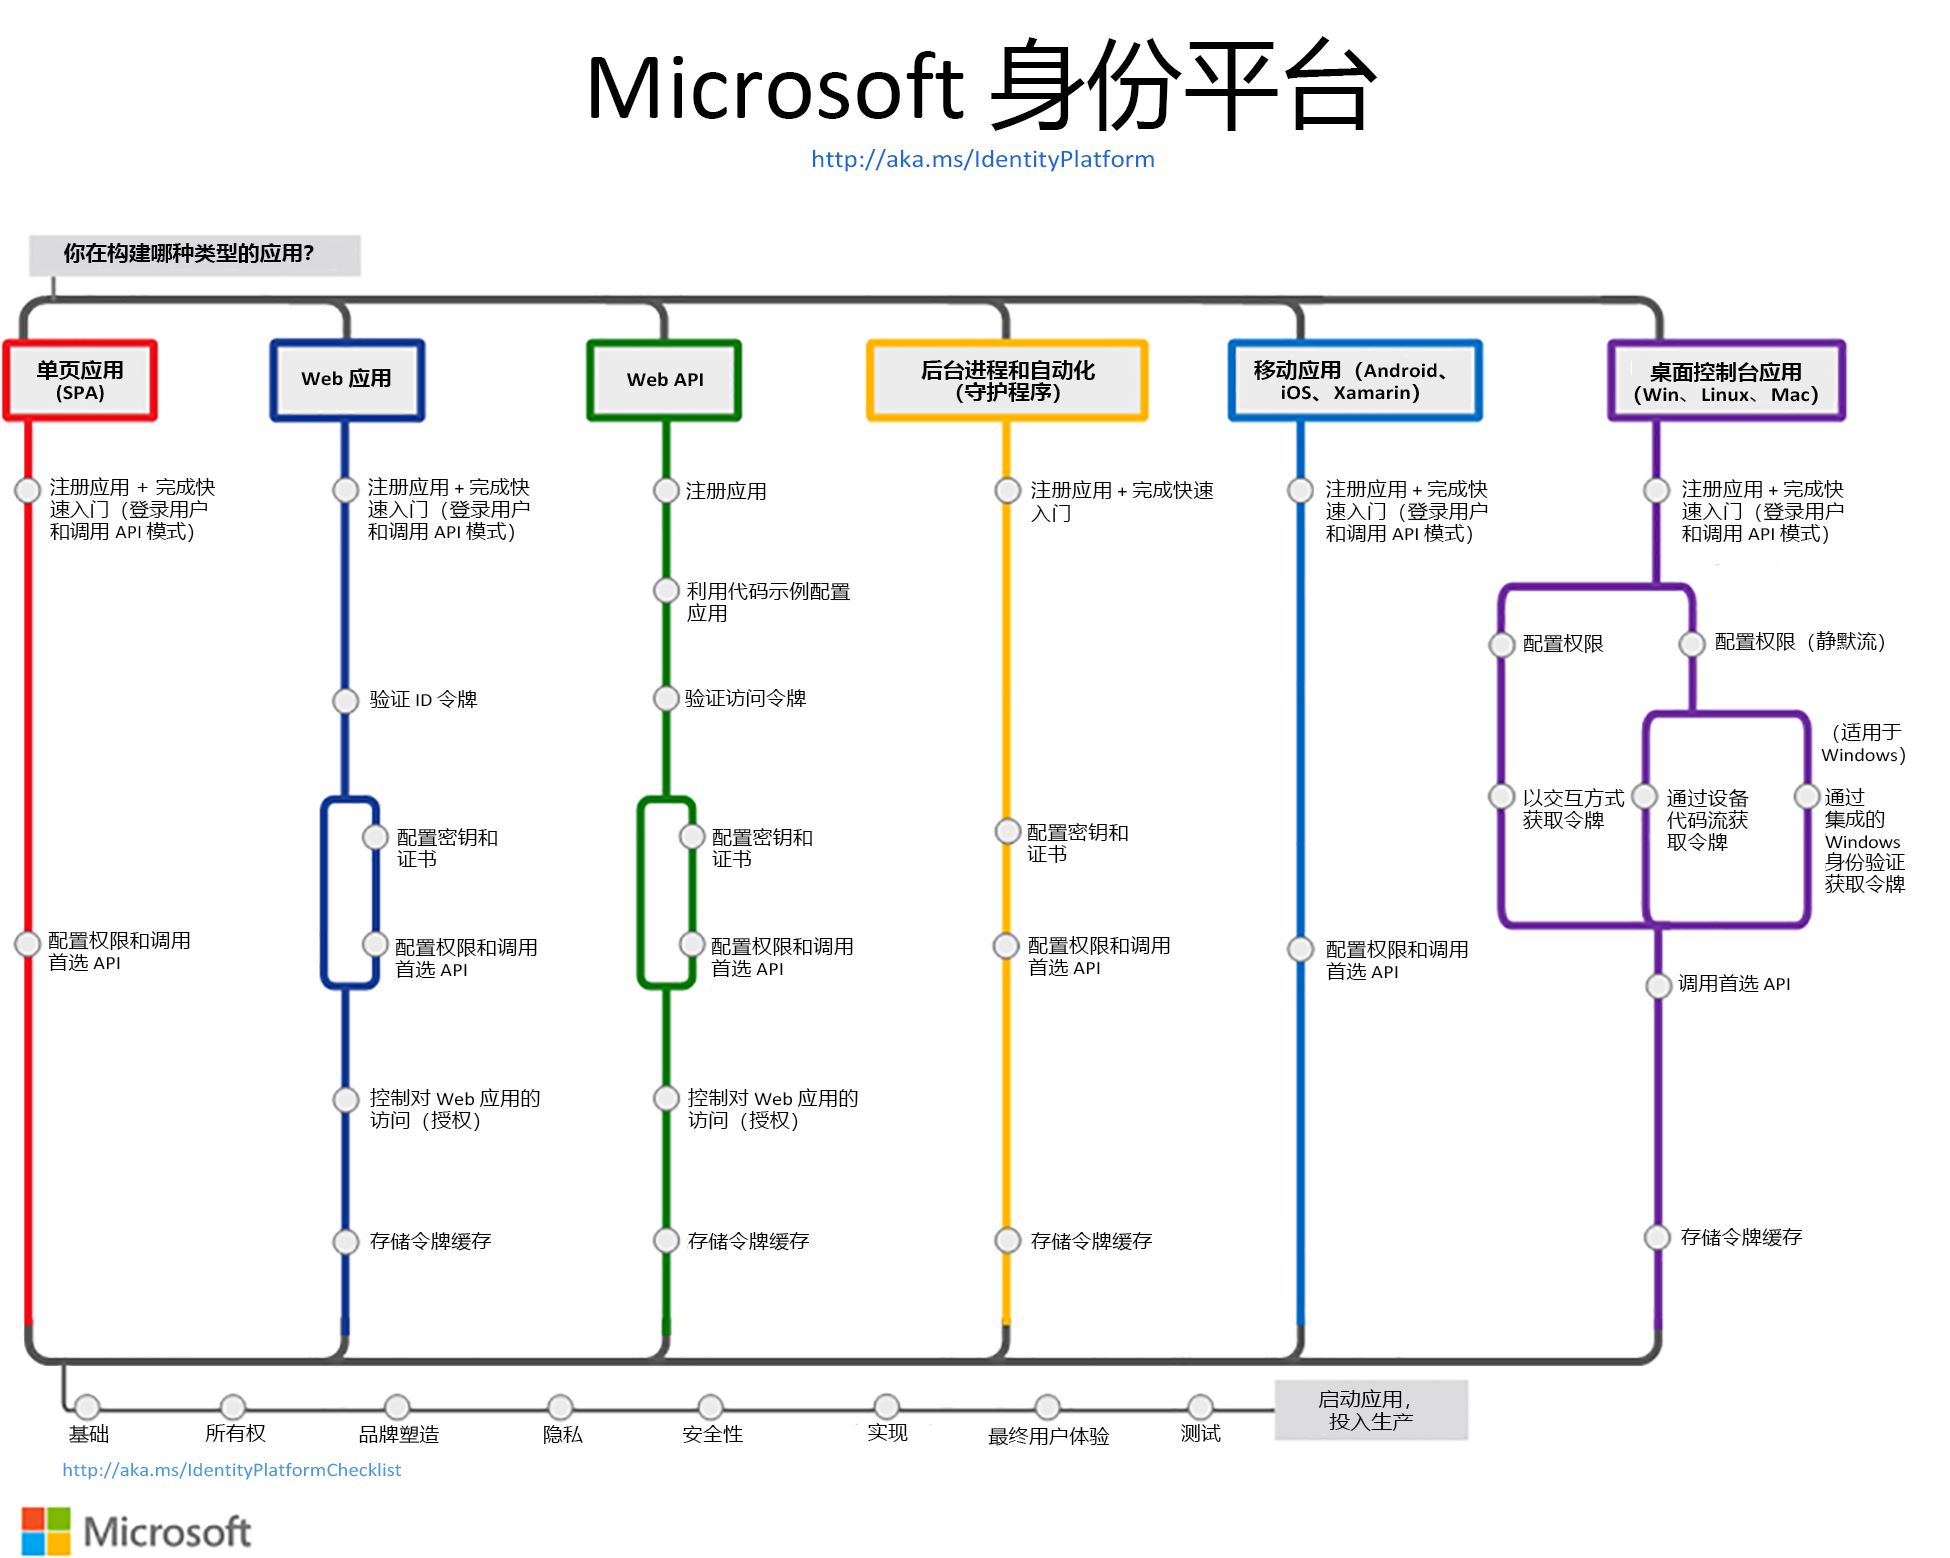 Microsoft 身份平台
http://aka.ms/IdentityPlatform
你在构建哪种类型的应用?
单页应用
(SPA)
Web 应用
Web API
后台进程和自动化
(守护程序)
移动应用（Android、
iOS、Xamarin）
桌面控制台应用
（Win、Linux、Mac）
注册应用 + 完成快
速入门（登录用户
和调用 API 模式）
配置权限和调用
首选 API
注册应用 + 完成快
速入门（登录用户
和调用 API 模式）
验证 ID 令牌
配置密钥和
证书
配置权限和调用
首选 API
控制对 Web 应用的
访问（授权）
存储令牌缓存
注册应用
利用代码示例配置
应用
验证访问令牌
配置密钥和
证书
配置权限和调用
首选 API
控制对 Web 应用的
访问（授权）
存储令牌缓存
注册应用 + 完成快速
入门
配置密钥和
证书
配置权限和调用
首选 API
存储令牌缓存
注册应用 + 完成快
速入门（登录用户
和调用 API 模式）
配置权限和调用
首选 API
注册应用 + 完成快
速入门（登录用户
和调用 API 模式）
配置权限
配置权限（静默流）
（适用于
Windows）
以交互方式
获取令牌
通过设备
代码流获
取令牌
通过
集成的
Windows
身份验证
获取令牌
调用首选 API
存储令牌缓存
基础
所有权
品牌塑造
隐私
安全性
实现
最终用户体验
测试
启动应用，
投入生产
http://aka.ms/IdentityPlatformChecklist
Microsoft